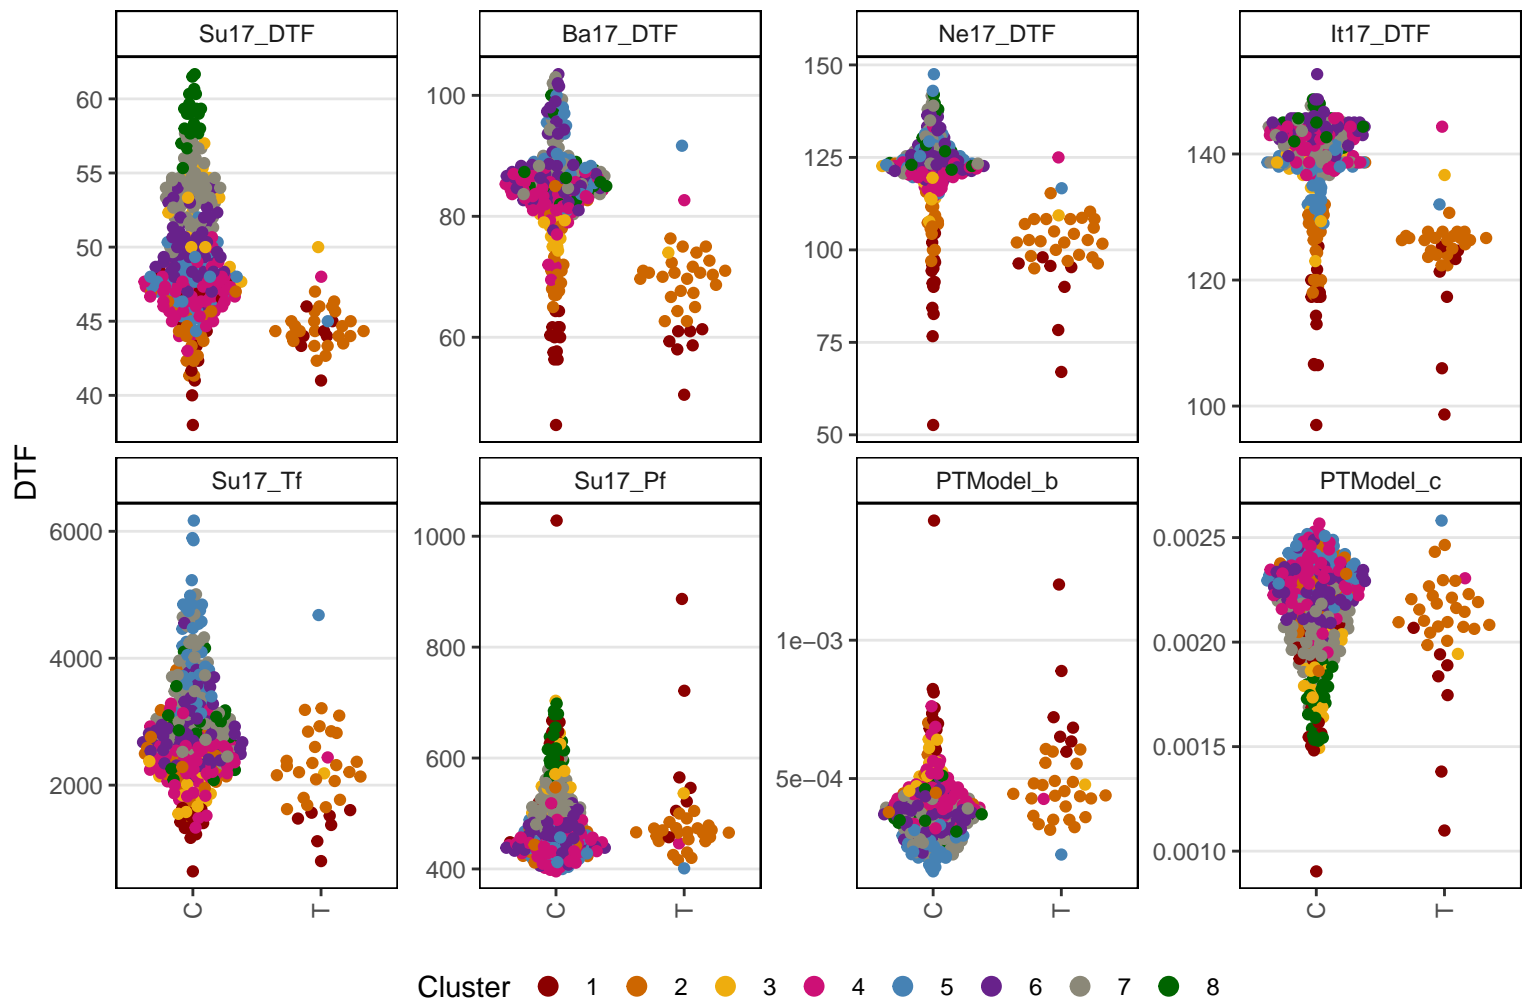 Su17_DTF
Ba17_DTF
Ne17_DTF
It17_DTF
60
55
50
45
40
100
80
60
150
125
100
75
50
140
120
100
DTF
Su17_Tf
Su17_Pf
PTModel_b
PTModel_c
6000
4000
2000
1000
800
600
400
1e−03
5e−04
0.0025
0.0020
0.0015
0.0010
C T
C T
C T
C T
Cluster 1 2 3 4 5 6 7 8